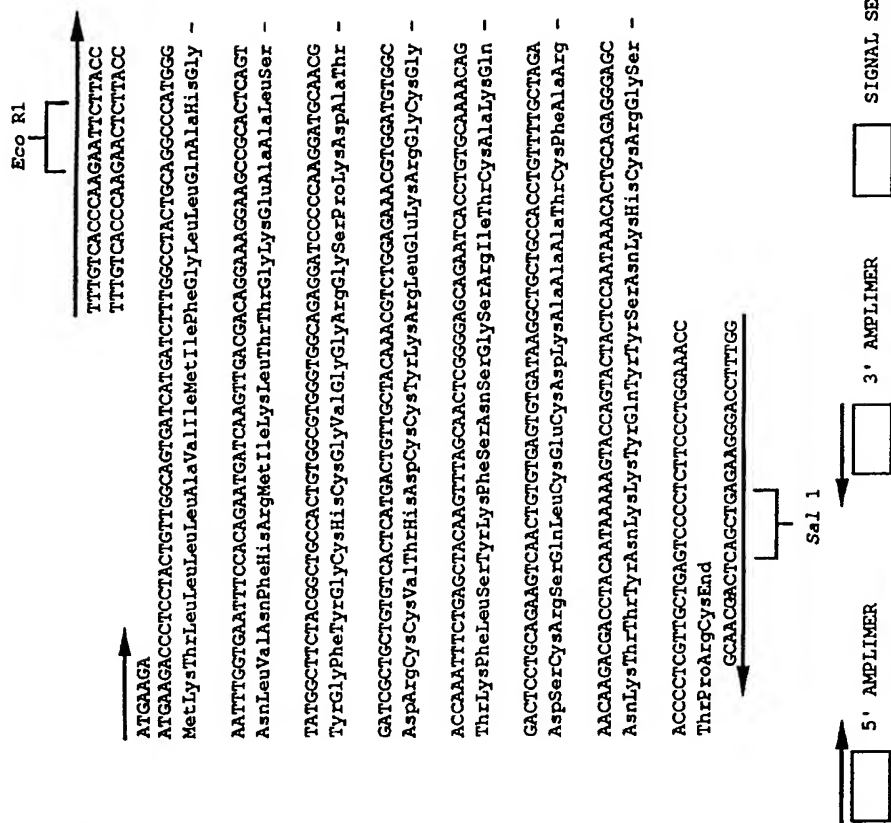 Eco R1
TTTGTCACCCAAGAATTCTTACC
TTTGTCACCCAAGAACTCTTACC
ATGAAGA
ATGAAGACCCTCCTACTGTTGGCAGTGATCATGATCTTTGGCCTACTGCAGGCCCATGGG
MetLysThrLeuLeuLeuLeuAlaValIleMetIlePheGlyLeuLeuGlnAlaHisGly -
AATTTGGTGAATTTCCACAGAATGATCAAGTTGACGACAGGAAAGGAAGCCGCACTCAGT
AsnLeuValAsnPheHisArgMetIleLysLeuThrThrGlyLysGluAlaAlaLeuSer -
TATGGCTTCTACGGCTGCCACTGTGGCGTGGGTGGCAGAGGATCCCCCAAGGATGCAACG
TyrGlyPheTyrGlyCysHisCysGlyValGlyGlyArgGlySerProLysAspAlaThr -
GATCGCTGCTGTGTCACTCATGACTGTTGCTACAAACGTCTGGAGAAACGTGGATGTGGC
AspArgCysCysValThrHisAspCysCysTyrLysArgLeuGluLysArgGlyCysGly -
ACCAAATTTCTGAGCTACAAGTTTAGCAACTCGGGGAGCAGAATCACCTGTGCAAAACAG
ThrLysPheLeuSerTyrLysPheSerAsnSerGlySerArgIleThrCysAlaLysGln -
GACTCCTGCAGAAGTCAACTGTGTGAGTGTGATAAGGCTGCTGCCACCTGTTTTGCTAGA
AspSerCysArgSerGlnLeuCysGluCysAspLysAlaAlaAlaThrCysPheAlaArg -
AACAAGACGACCTACAATAAAAAGTACCAGTACTACTCCAATAAACACTGCAGAGGGAGC
AsnLysThrThrTyrAsnLysLysTyrGlnTyrTyrSerAsnLysHisCysArgGlySer -
ACCCCTCGTTGCTGAGTCCCCTCTTCCCTGGAAACC
ThrProArgCysEnd
GCAACGACTCAGCTGAGAAGGGACCTTTGG
Sal 1
5' AMPLIMER
3' AMPLIMER
SIGNAL SE